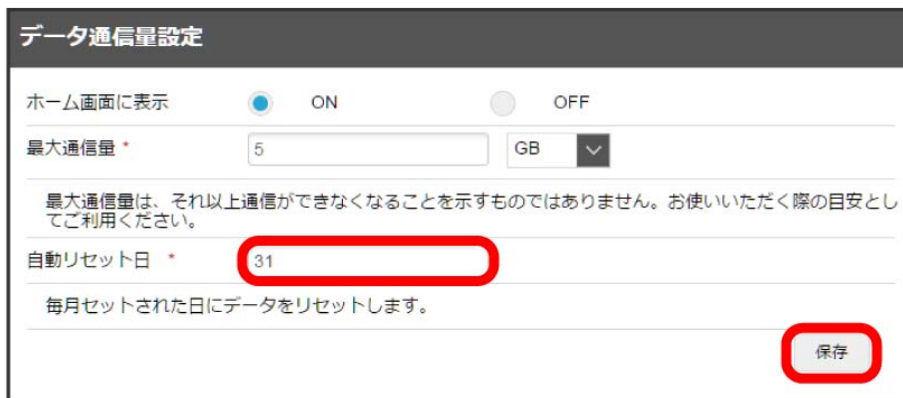 データ通信量設定
ホーム画面に表示 ON OFF
最大通信量 * 5 GB
最大通信量は、それ以上通信ができなくなることを示すものではありません。お使いいただく際の目安とし
てご利用ください。
自動リセット日 * 31
毎月セットされた日にデータをリセットします。
保存